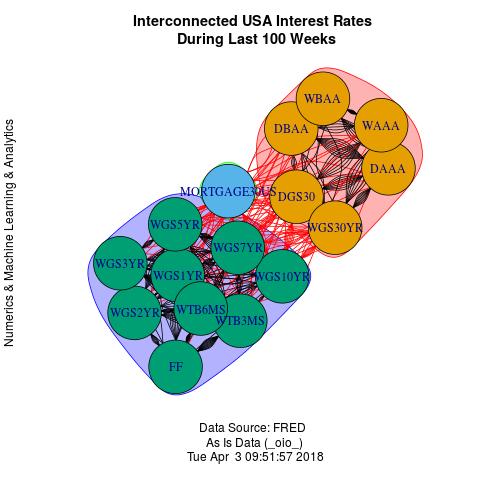 Interconnected USA Interest Rates
During Last 100 Weeks
Numerics & Machine Learning & Analytics
WBAA
DBAA
WAAA
DAAA
MORTGAGE30US
DGS30
WGS5YR
WGS30YR
WGS7YR
WGS3YR
WGS1YR
WGS10YR
WGS2YR
WTB6MS
WTB3MS
FF
Data Source: FRED
As Is Data (_oio_)
Tue Apr  3 09:51:57 2018